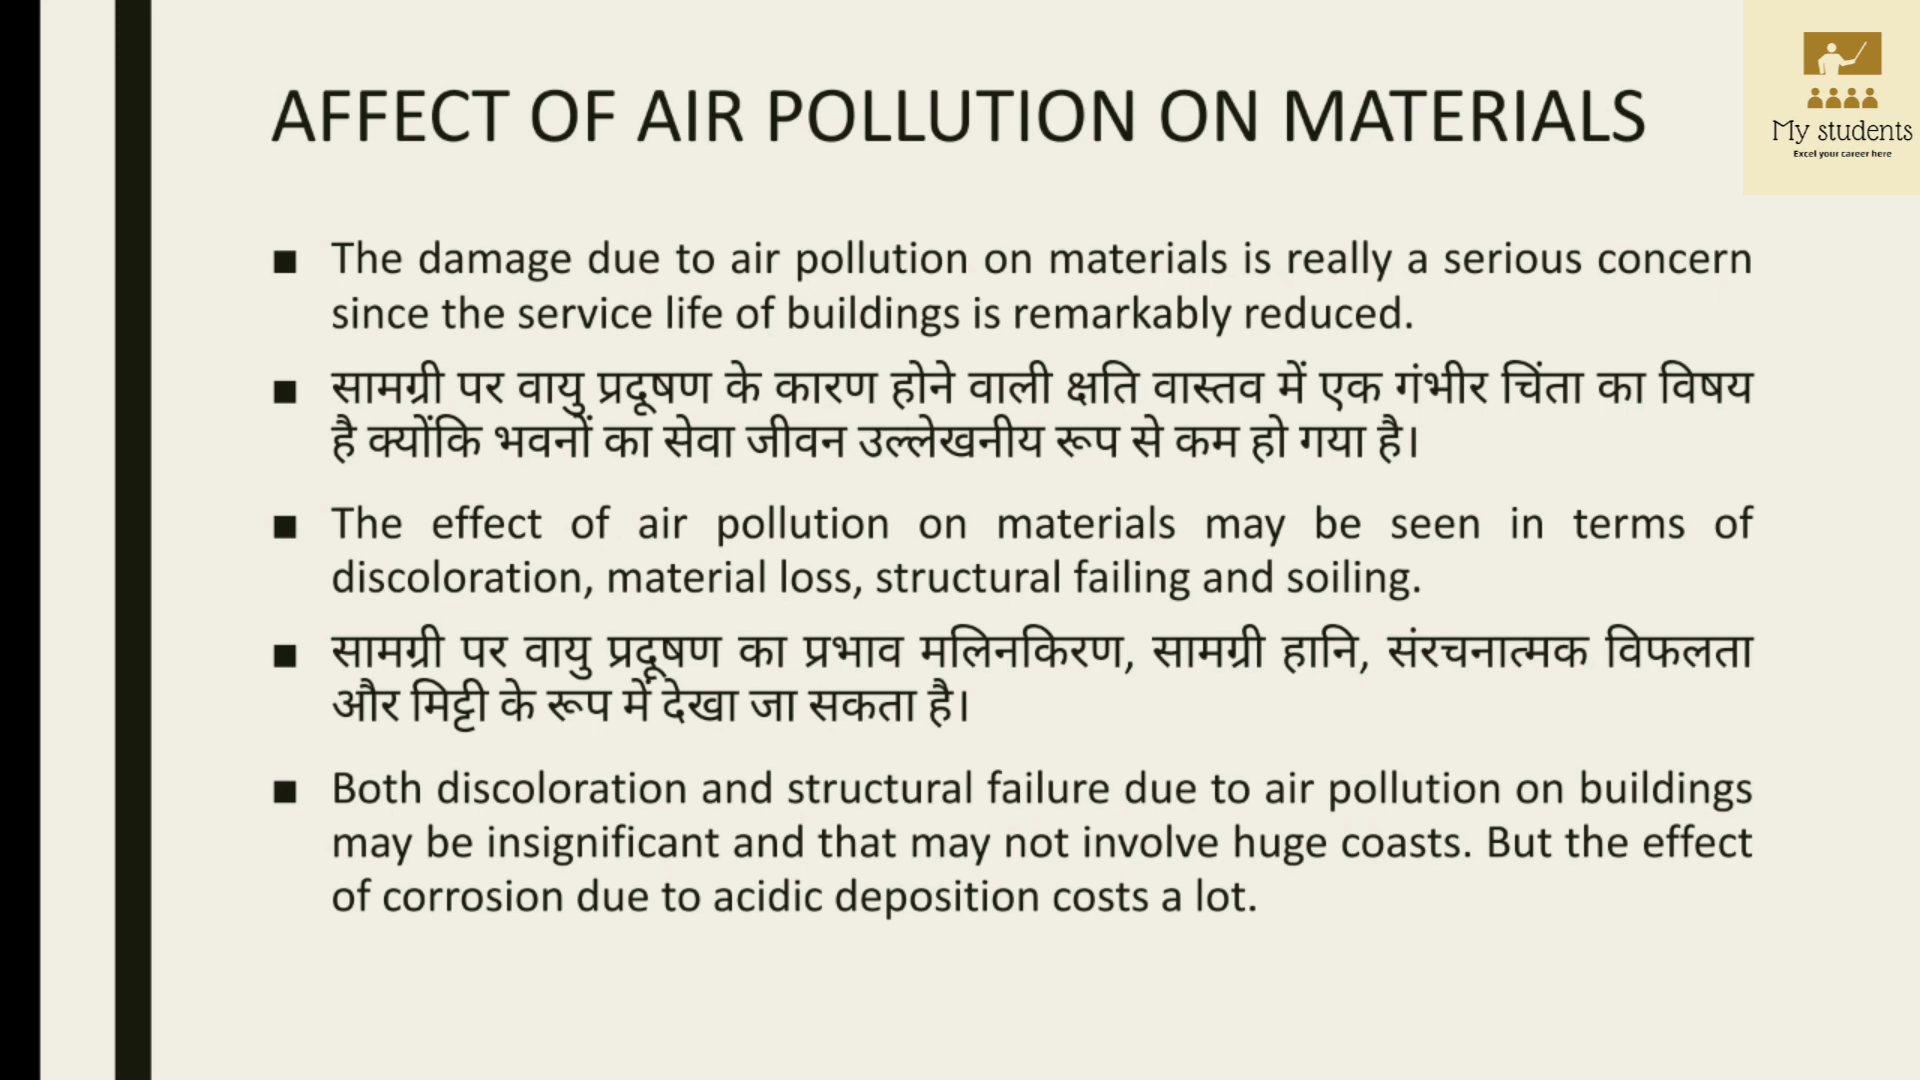 AFFECT OF AIR POLLUTION ON MATERIALS
My students
Excel your career here
■ The damage due to air pollution on materials is really a serious concern
since the service life of buildings is remarkably reduced.
■ सामग्री पर वायु प्रदूषण के कारण होने वाली क्षति वास्तव में एक गंभीर चिंता का विषय
है क्योंकि भवनों का सेवा जीवन उल्लेखनीय रूप से कम हो गया है।
■ The effect of air pollution on materials may be seen in terms of
discoloration, material loss, structural failing and soiling.
■ सामग्री पर वायु प्रदूषण का प्रभाव मलिनकिरण, सामग्री हानि, संरचनात्मक विफलता
और मिट्टी के रूप में देखा जा सकता है।
■ Both discoloration and structural failure due to air pollution on buildings
may be insignificant and that may not involve huge coasts. But the effect
of corrosion due to acidic deposition costs a lot.